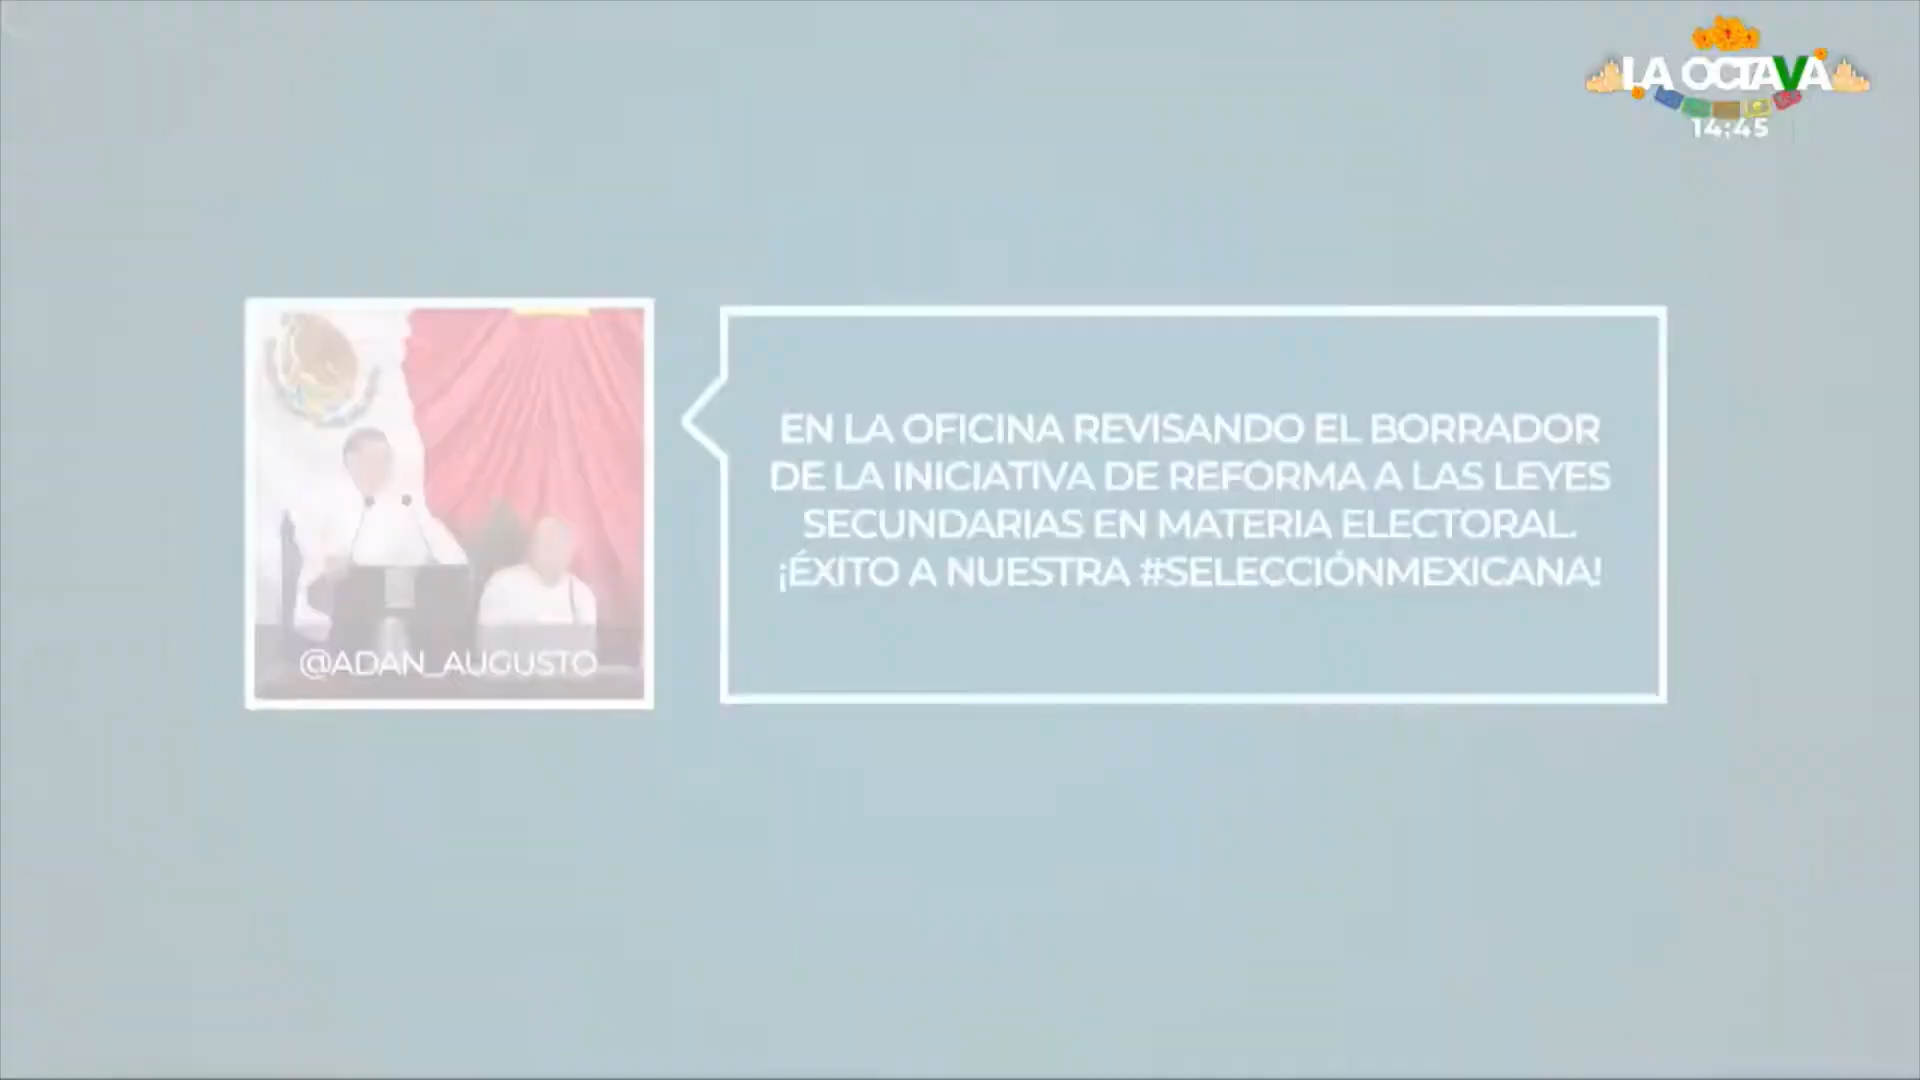 LA OCTAVA
14:45
EN LA OFICINA REVISANDO EL BORRADOR
DE LA INICIATIVA DE REFORMA A LAS LEYES
SECUNDARIAS EN MATERIA ELECTORAL.
¡ÉXITO A NUESTRA #SELECCIÓNMEXICANA!
@ADAN_AUGUSTO